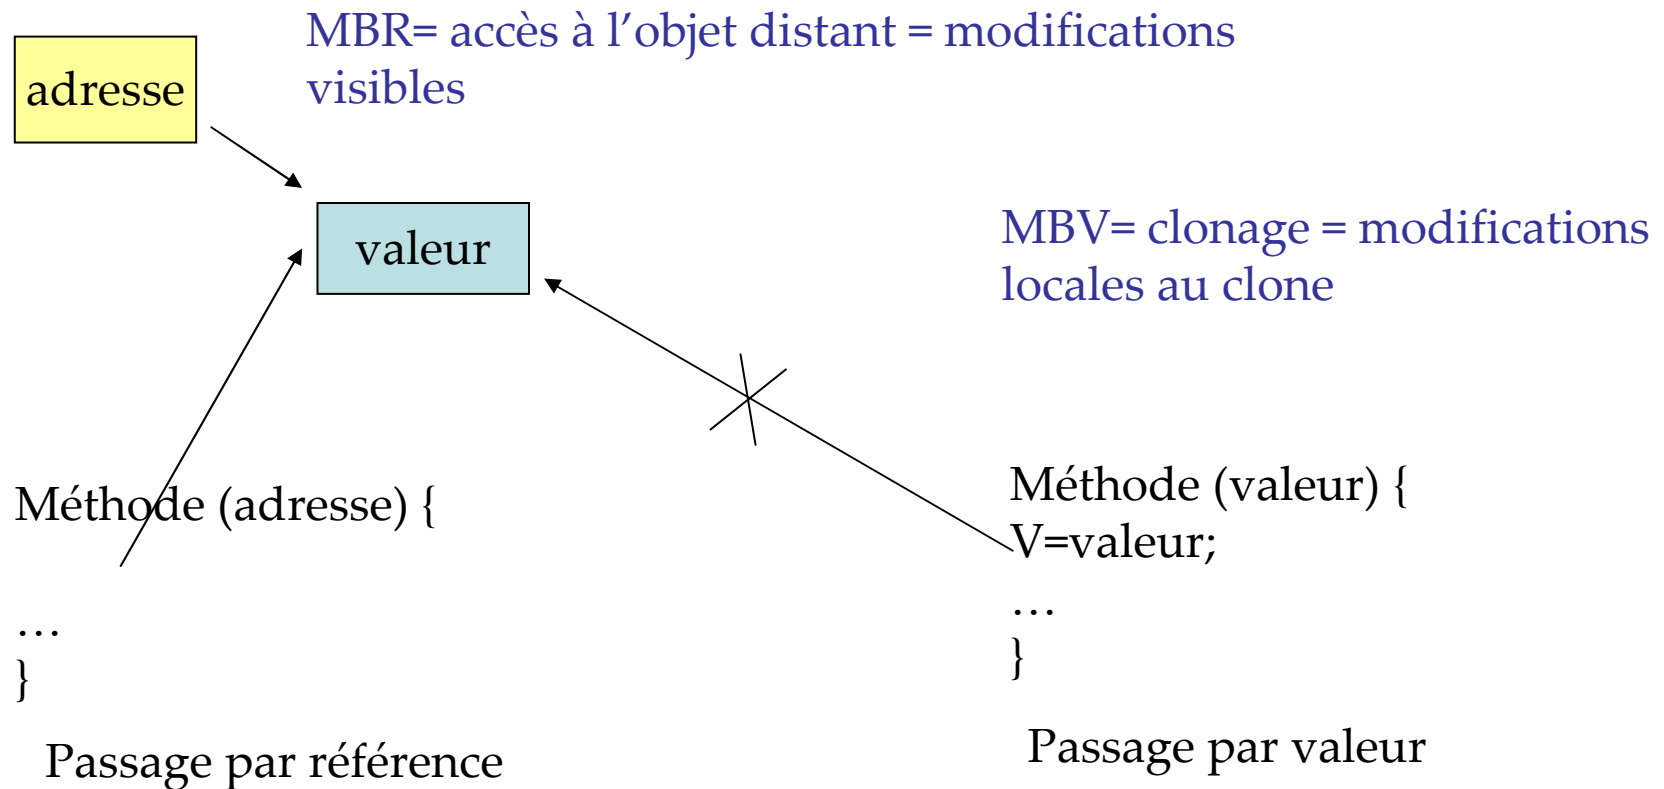 MBR= accès à l’objet distant = modifications
visibles
adresse
valeur
MBV= clonage = modifications
locales au clone
Méthode (adresse) {
…
}
Passage par référence
Méthode (valeur) {
V=valeur;
…
}
Passage par valeur